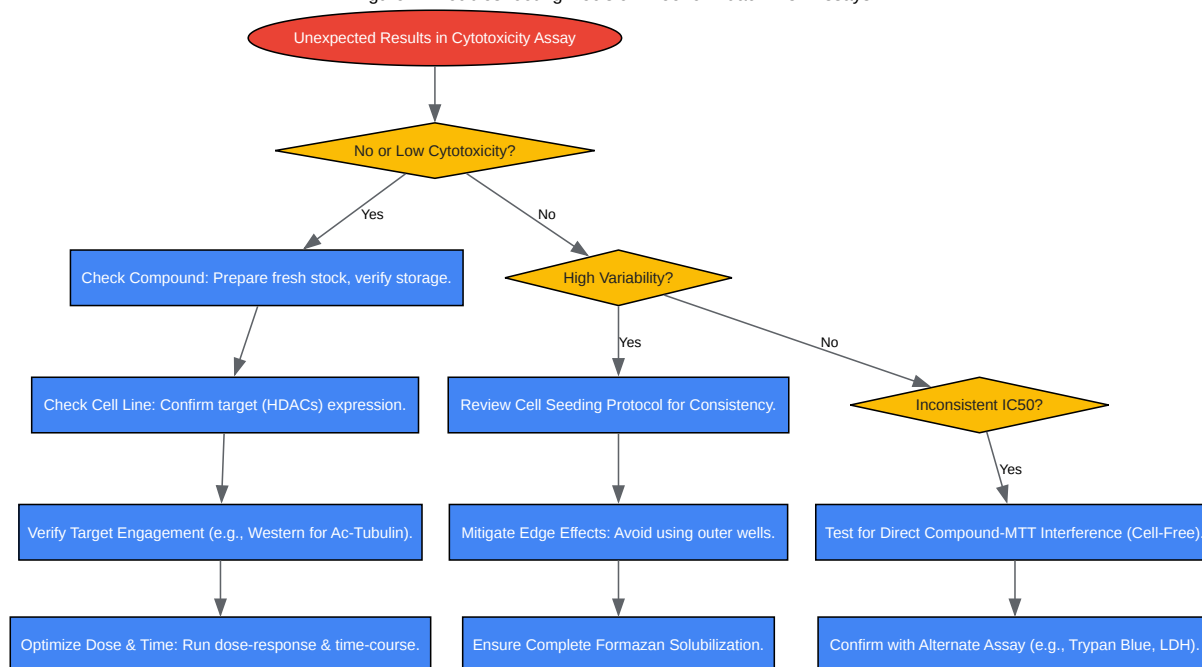 Unexpected Results in Cytotoxicity Assay
No or Low Cytotoxicity?
Yes
No
Check Compound: Prepare fresh stock, verify storage.
High Variability?
Yes
No
Check Cell Line: Confirm target (HDACs) expression.
Review Cell Seeding Protocol for Consistency.
Inconsistent IC50?
Yes
Verify Target Engagement (e.g., Western for Ac-Tubulin).
Mitigate Edge Effects: Avoid using outer wells.
Test for Direct Compound-MTT Interference (Cell-Free).
Optimize Dose & Time: Run dose-response & time-course.
Ensure Complete Formazan Solubilization.
Confirm with Alternate Assay (e.g., Trypan Blue, LDH).